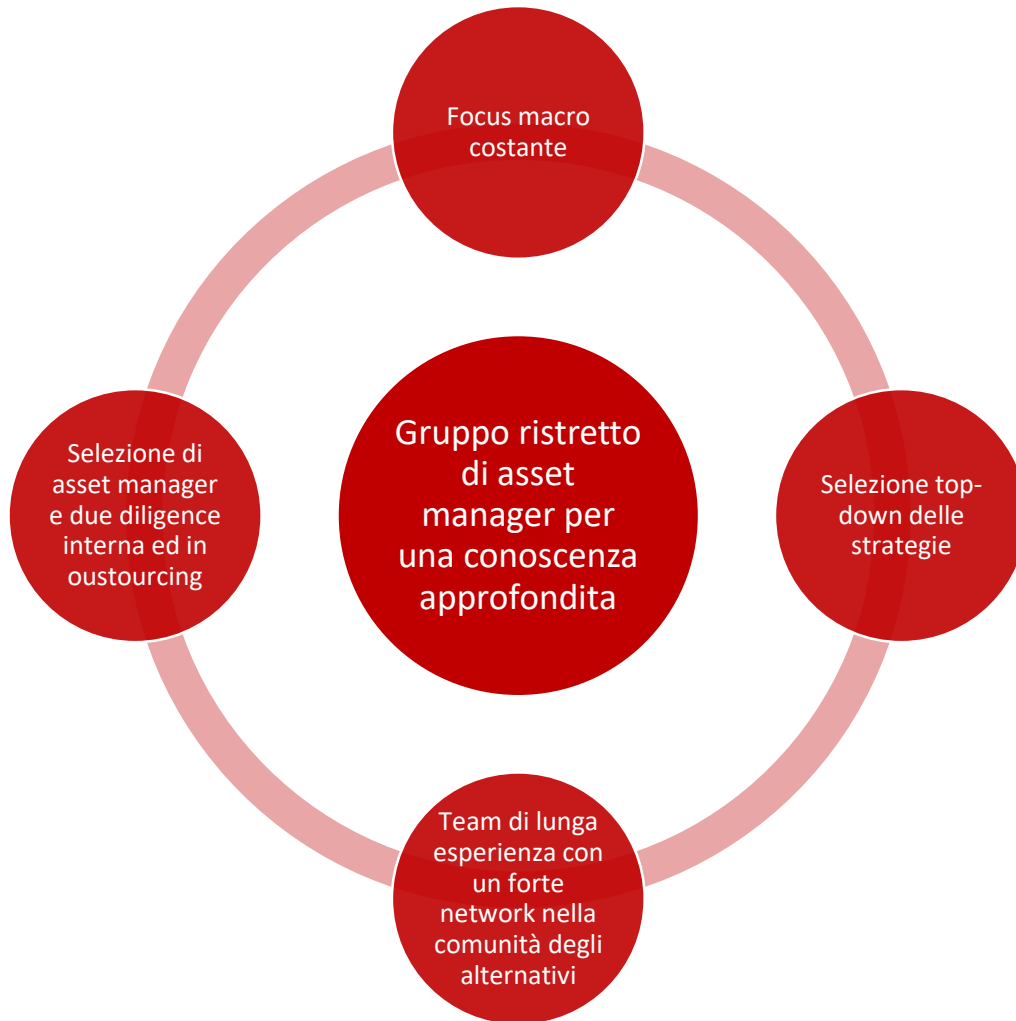 Focus macro
costante
Selezione di
asset manager
e due diligence
interna ed in
oustourcing
Gruppo ristretto
di asset
manager per
una conoscenza
approfondita
Selezione top-
down delle
strategie
Team di lunga
esperienza con
un forte
network nella
comunità degli
alternativi